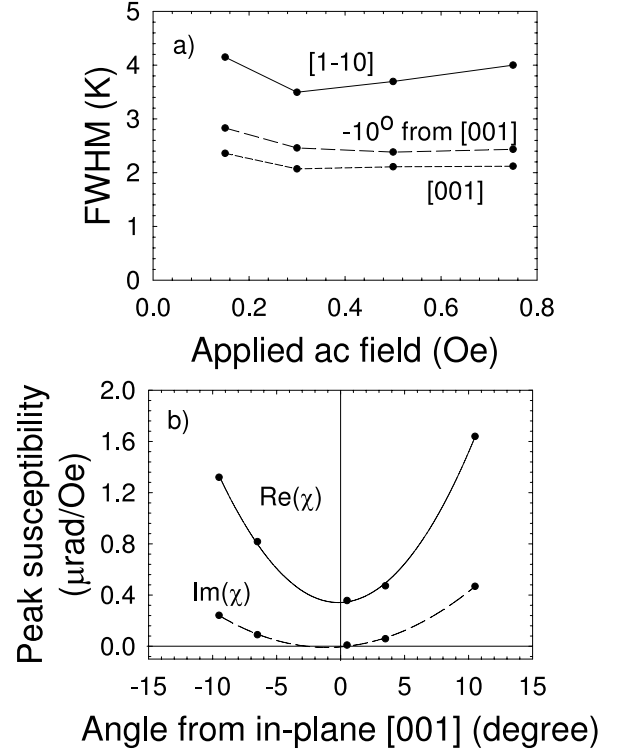 a)
[1-10]
-10° from [001]
[001]
FWHM (K)
5
4
3
2
1
0
0.0 0.2 0.4 0.6 0.8
Applied ac field (Oe)
b)
Re(χ)
Im(χ)
Peak susceptibility
(μrad/Oe)
2.0
1.6
1.2
0.8
0.4
0.0
-15 -10 -5 0 5 10 15
Angle from in-plane [001] (degree)